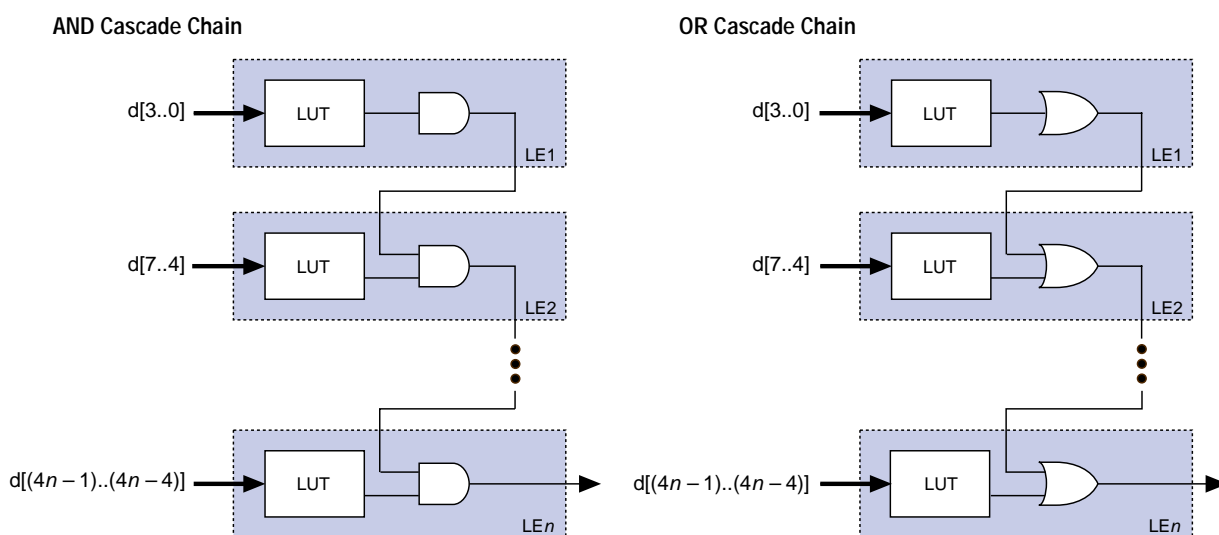 AND Cascade Chain
d[3..0]
LUT
LE1
d[7..4]
LUT
LE2
d[(4n – 1)..(4n – 4)]
LUT
LEn
OR Cascade Chain
d[3..0]
LUT
LE1
d[7..4]
LUT
LE2
d[(4n – 1)..(4n – 4)]
LUT
LEn